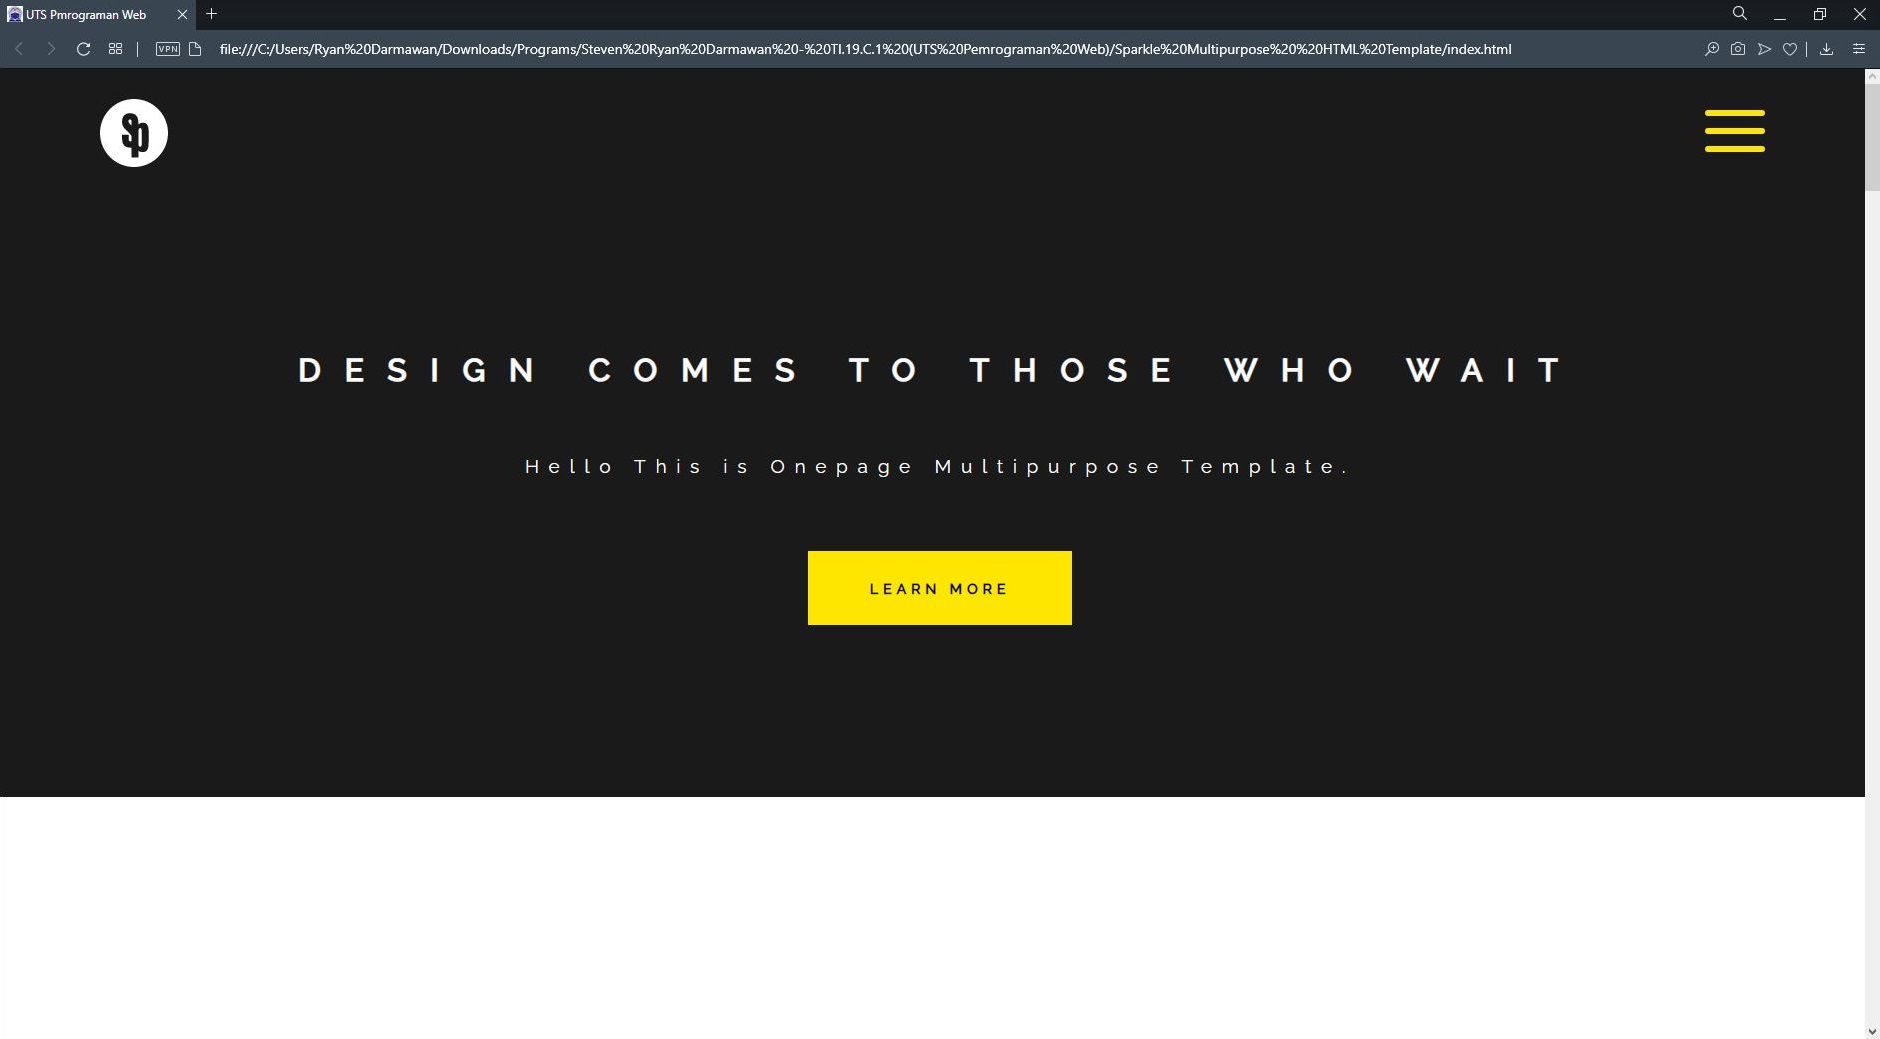 UTS Pmrograman Web
VPN
file:///C:/Users/Ryan%20Darmawan/Downloads/Programs/Steven%20Ryan%20Darmawan%20-%20TI.19.C.1%20(UTS%20Pemrograman%20Web)/Sparkle%20Multipurpose%20%20HTML%20Template/index.html
Sp
DESIGN COMES TO THOSE WHO WAIT
Hello This is Onepage Multipurpose Template.
LEARN MORE